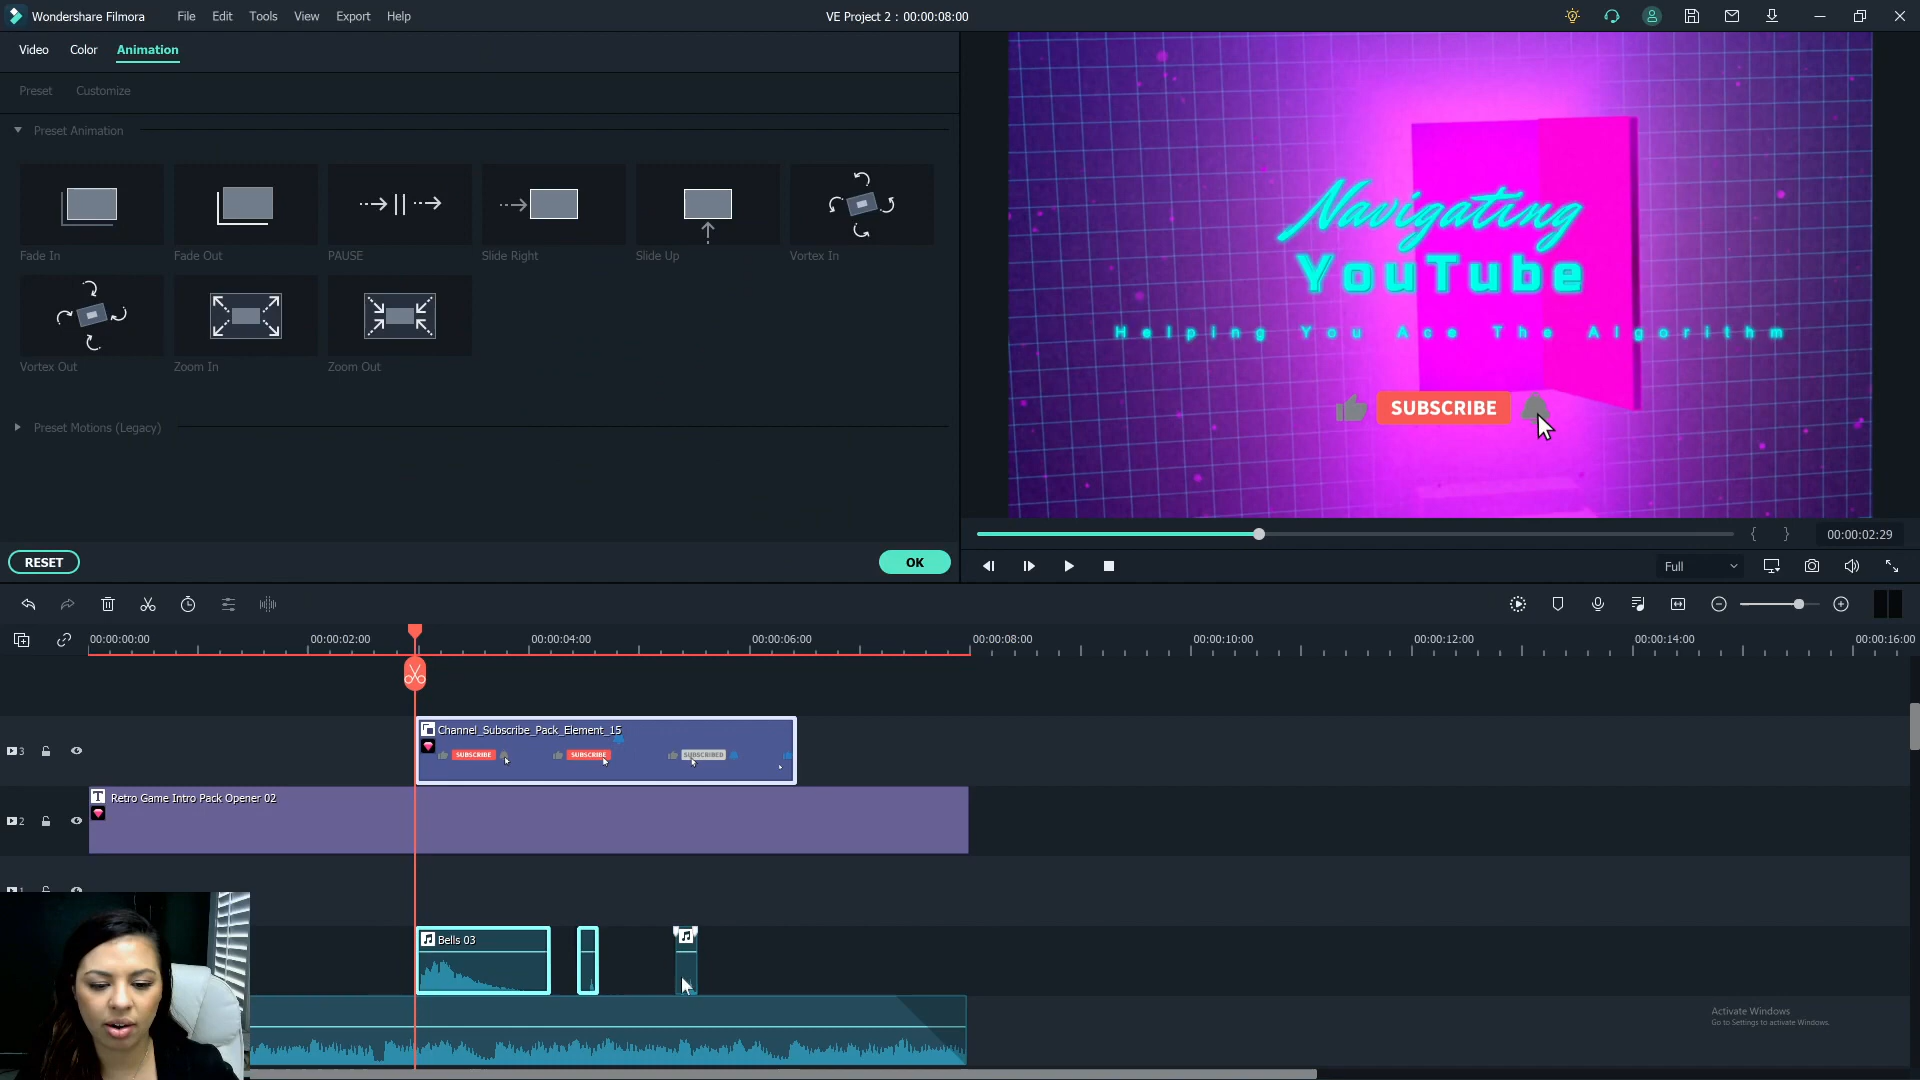 Wondershare Filmora
File Edit Tools View Export Help
VE Project 2 : 00:00:08:00
Video Color Animation
Preset Customize
Preset Animation
Fade In Fade Out PAUSE Slide Right Slide Up Vortex In
Vortex Out Zoom In Zoom Out
Preset Motions (Legacy)
RESET OK
Navigating
YouTube
Helping You Ace The Algorithm
SUBSCRIBE
{ } 00:00:02:29
Full
00:00:00:00 00:00:02:00 00:00:04:00 00:00:06:00 00:00:08:00 00:00:10:00 00:00:12:00 00:00:14:00 00:00:16:00
3 Channel_Subscribe_Pack_Element_15
SUBSCRIBE SUBSCRIBE SUBSCRIBED
T Retro Game Intro Pack Opener 02
2
1
Bells 03
Activate Windows
Go to Settings to activate Windows.